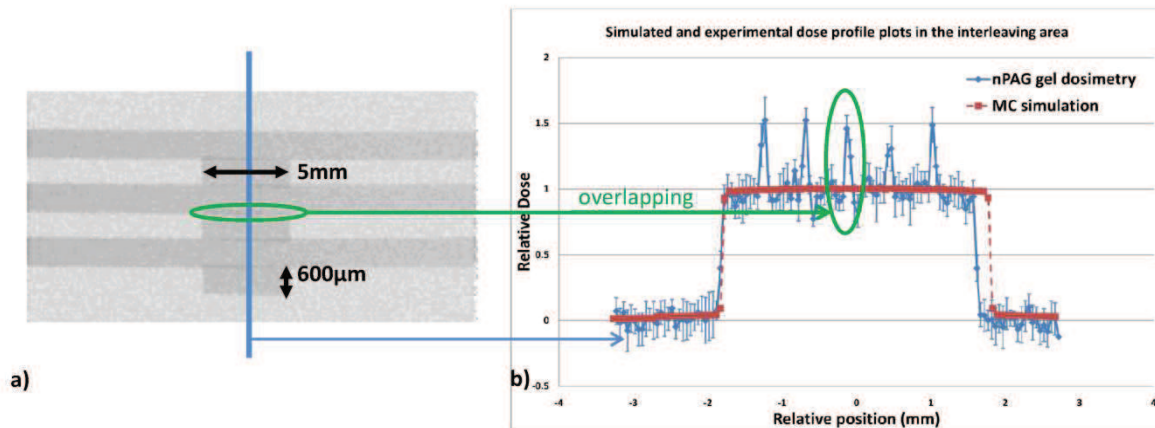 Simulated and experimental dose profile plots in the interleaving area
2
nPAG gel dosimetry
MC simulation
1.5
5mm
overlapping
1
Relative Dose
0.5
600µm
0
a)
b)
-0.5
-4 -3 -2 -1 0 1 2 3 4
Relative position (mm)